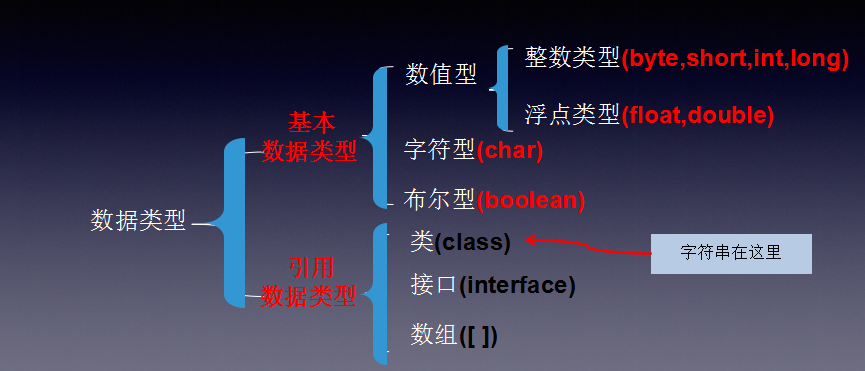 数据类型
基本
数据类型
数值型
整数类型(byte,short,int,long)
浮点类型(float,double)
字符型(char)
布尔型(boolean)
引用
数据类型
类(class)
字符串在这里
接口(interface)
数组([ ])